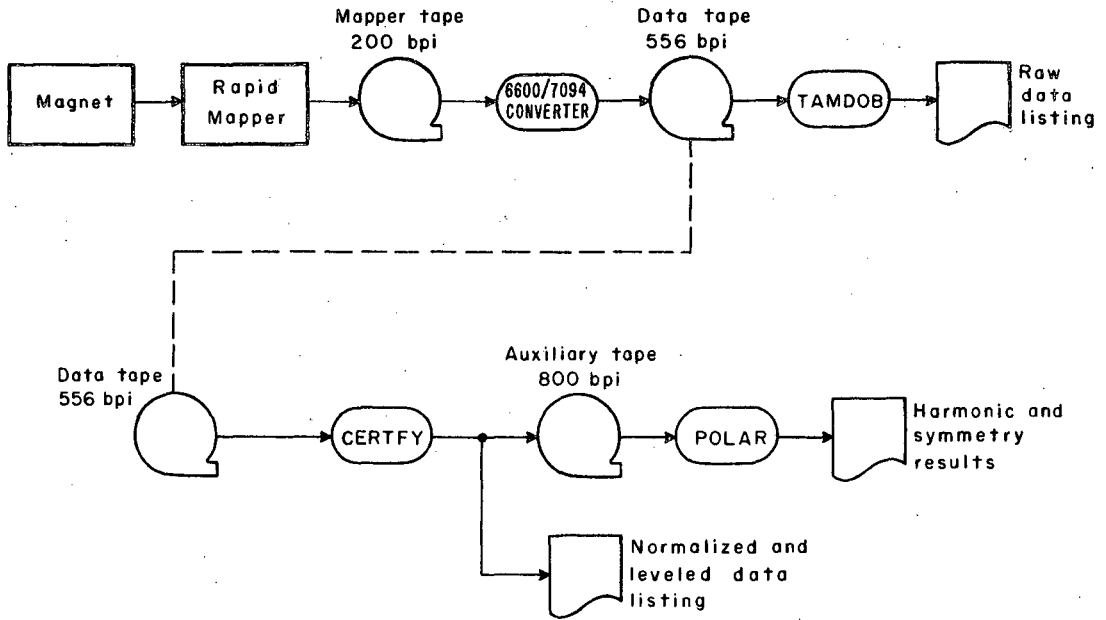 Mapper tape
200 bpi
Data tape
556 bpi
Magnet
Rapid
Mapper
6600/7094
CONVERTER
TAMDOB
Raw
data
listing
Data tape
556 bpi
Auxiliary tape
800 bpi
CERTFY
POLAR
Harmonic and
symmetry
results
Normalized and
leveled data
listing